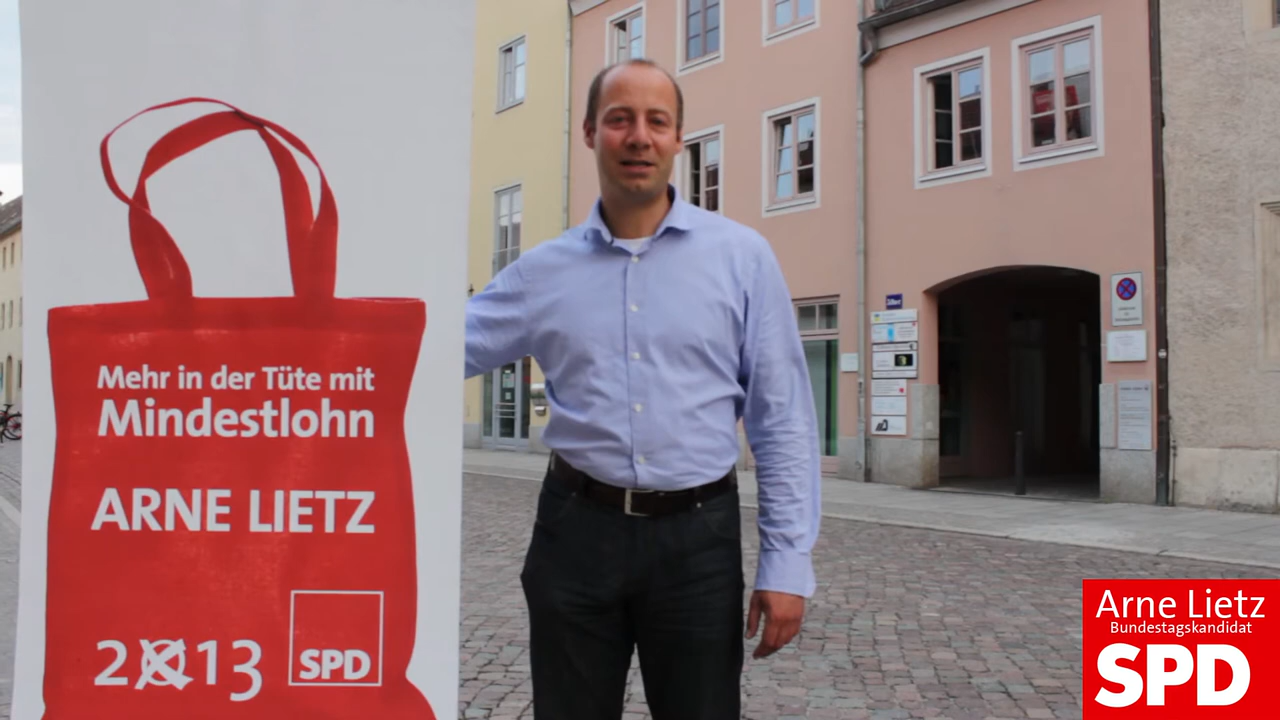 Mehr in der Tüte mit
Mindestlohn
ARNE LIETZ
2013
SPD
Arne Lietz
Bundestagskandidat
SPD